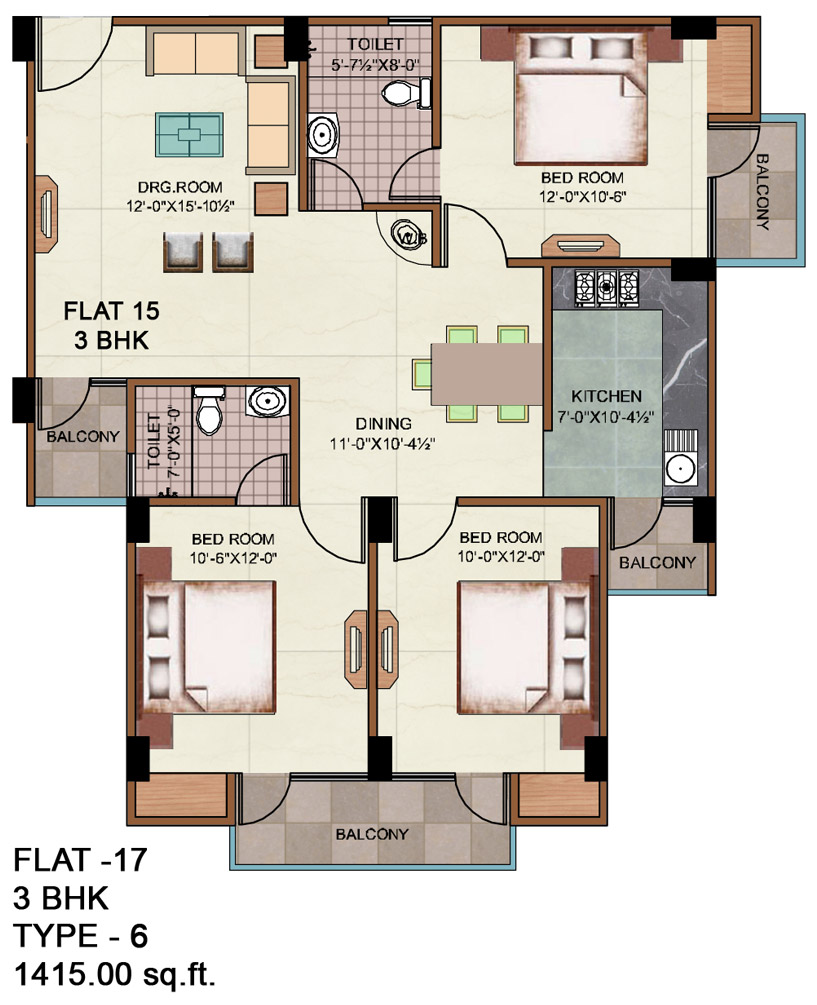 TOILET
5'-7½"X8'-0"
BED ROOM
12'-0"X10'-6"
BALCONY
DRG.ROOM
12'-0"X15'-10½"
W.B
FLAT 15
3 BHK
KITCHEN
7'-0"X10'-4½"
DINING
11'-0"X10'-4½"
BALCONY
TOILET
7'-0"X5'-0"
BED ROOM
10'-6"X12'-0"
BED ROOM
10'-0"X12'-0"
BALCONY
BALCONY
FLAT -17
3 BHK
TYPE - 6
1415.00 sq.ft.